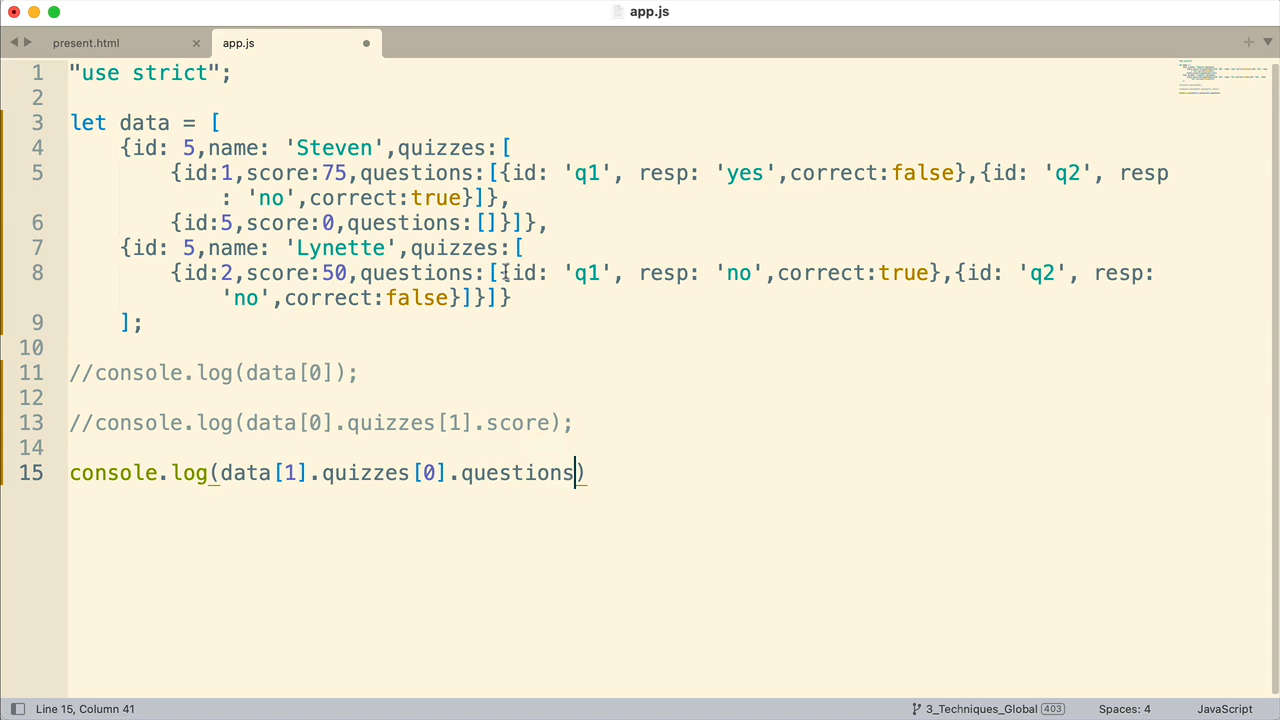 app.js
present.html
app.js
1 "use strict";
2
3 let data = [
4 {id: 5,name: 'Steven',quizzes:[
5 {id:1,score:75,questions:[{id: 'q1', resp: 'yes',correct:false},{id: 'q2', resp
: 'no',correct:true}]},
6 {id:5,score:0,questions:[]}]},
7 {id: 5,name: 'Lynette',quizzes:[
8 {id:2,score:50,questions:[{id: 'q1', resp: 'no',correct:true},{id: 'q2', resp:
'no',correct:false}]}]}
9 ];
10
11 //console.log(data[0]);
12
13 //console.log(data[0].quizzes[1].score);
14
15 console.log(data[1].quizzes[0].questions)
Line 15, Column 41
3_Techniques_Global 403
Spaces: 4
JavaScript